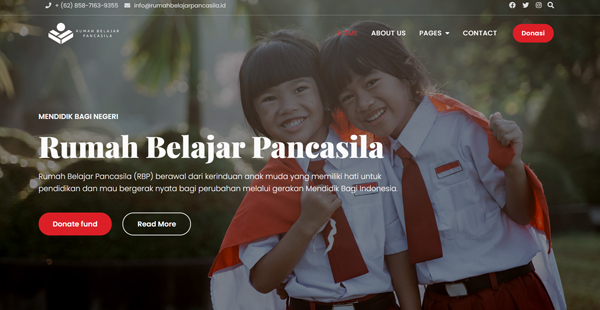 + (62) 858-7163-9355 info@rumahbelajarpancasila.id
RUMAH BELAJAR
PANCASILA
HOME ABOUT US PAGES CONTACT Donasi
MENDIDIK BAGI NEGERI
Rumah Belajar Pancasila
Rumah Belajar Pancasila (RBP) berawal dari kerinduan anak muda yang memiliki hati untuk
pendidikan dan mau bergerak nyata bagi perubahan melalui gerakan Mendidik Bagi Indonesia.
Donate fund Read More